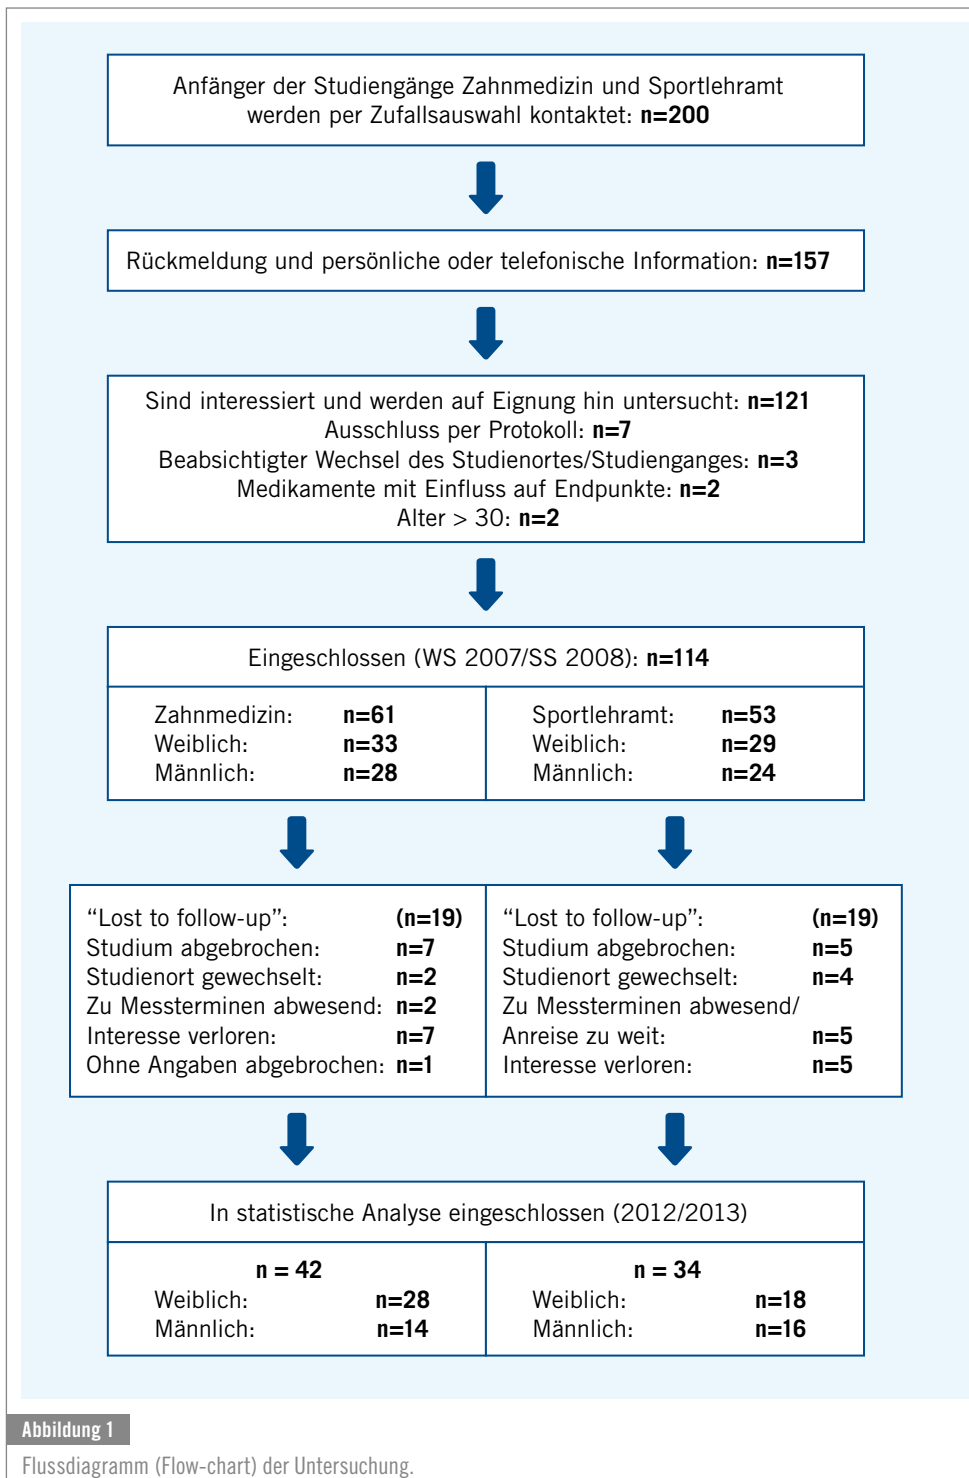 Anfänger der Studiengänge Zahnmedizin und Sportlehramt
werden per Zufallsauswahl kontaktet: n=200
Rückmeldung und persönliche oder telefonische Information: n=157
Sind interessiert und werden auf Eignung hin untersucht: n=121
Ausschluss per Protokoll: n=7
Beabsichtigter Wechsel des Studienortes/Studienganges: n=3
Medikamente mit Einfluss auf Endpunkte: n=2
Alter > 30: n=2
Eingeschlossen (WS 2007/SS 2008): n=114
Zahnmedizin: n=61
Weiblich: n=33
Männlich: n=28
Sportlehramt: n=53
Weiblich: n=29
Männlich: n=24
“Lost to follow-up”: (n=19)
Studium abgebrochen: n=7
Studienort gewechselt: n=2
Zu Messterminen abwesend: n=2
Interesse verloren: n=7
Ohne Angaben abgebrochen: n=1
“Lost to follow-up”: (n=19)
Studium abgebrochen: n=5
Studienort gewechselt: n=4
Zu Messterminen abwesend/
Anreise zu weit: n=5
Interesse verloren: n=5
In statistische Analyse eingeschlossen (2012/2013)
n = 42
Weiblich: n=28
Männlich: n=14
n = 34
Weiblich: n=18
Männlich: n=16
Abbildung 1
Flussdiagramm (Flow-chart) der Untersuchung.